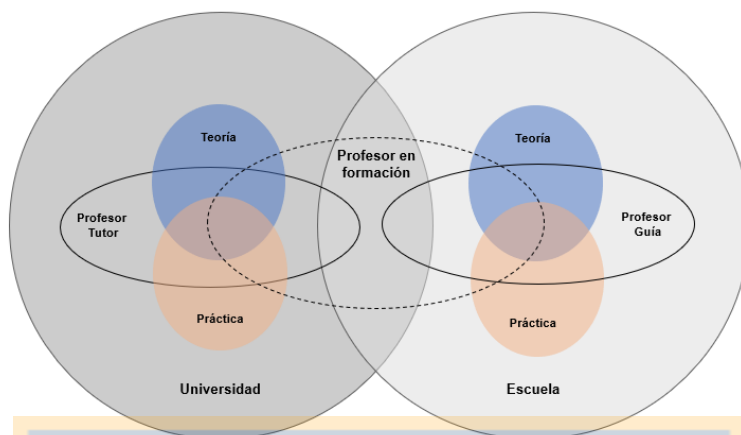 Teoría
Teoría
Profesor en
formación
Profesor
Tutor
Profesor
Guía
Práctica
Práctica
Universidad
Escuela